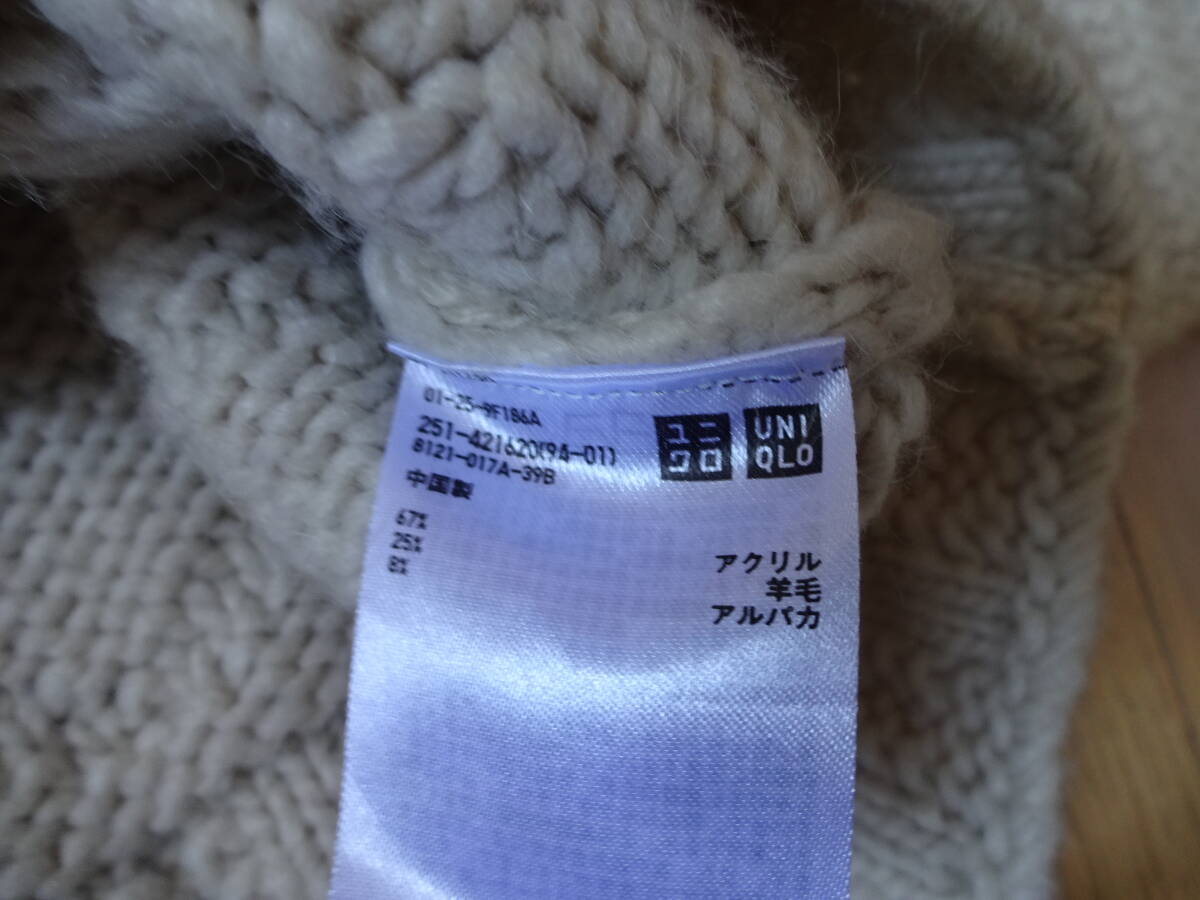 01-25-9F186A
251-421620(94-01)
8121-017A-39B
中国製
ユニ
クロ
UNI
QLO
67% アクリル
25% 羊毛
8% アルパカ